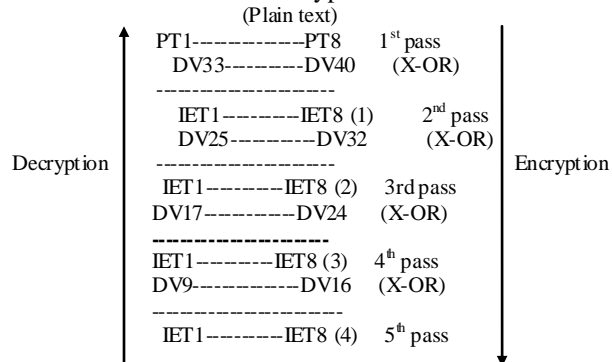 (Plain text)
PT1----------------PT8 1st pass
DV33-----------DV40 (X-OR)
--------------------------
IET1-----------IET8 (1) 2nd pass
DV25------------DV32 (X-OR)
--------------------------
Decryption
Encryption
IET1-----------IET8 (2) 3rd pass
DV17-------------DV24 (X-OR)
--------------------------
IET1-----------IET8 (3) 4th pass
DV9---------------DV16 (X-OR)
----------------------------
IET1-----------IET8 (4) 5th pass